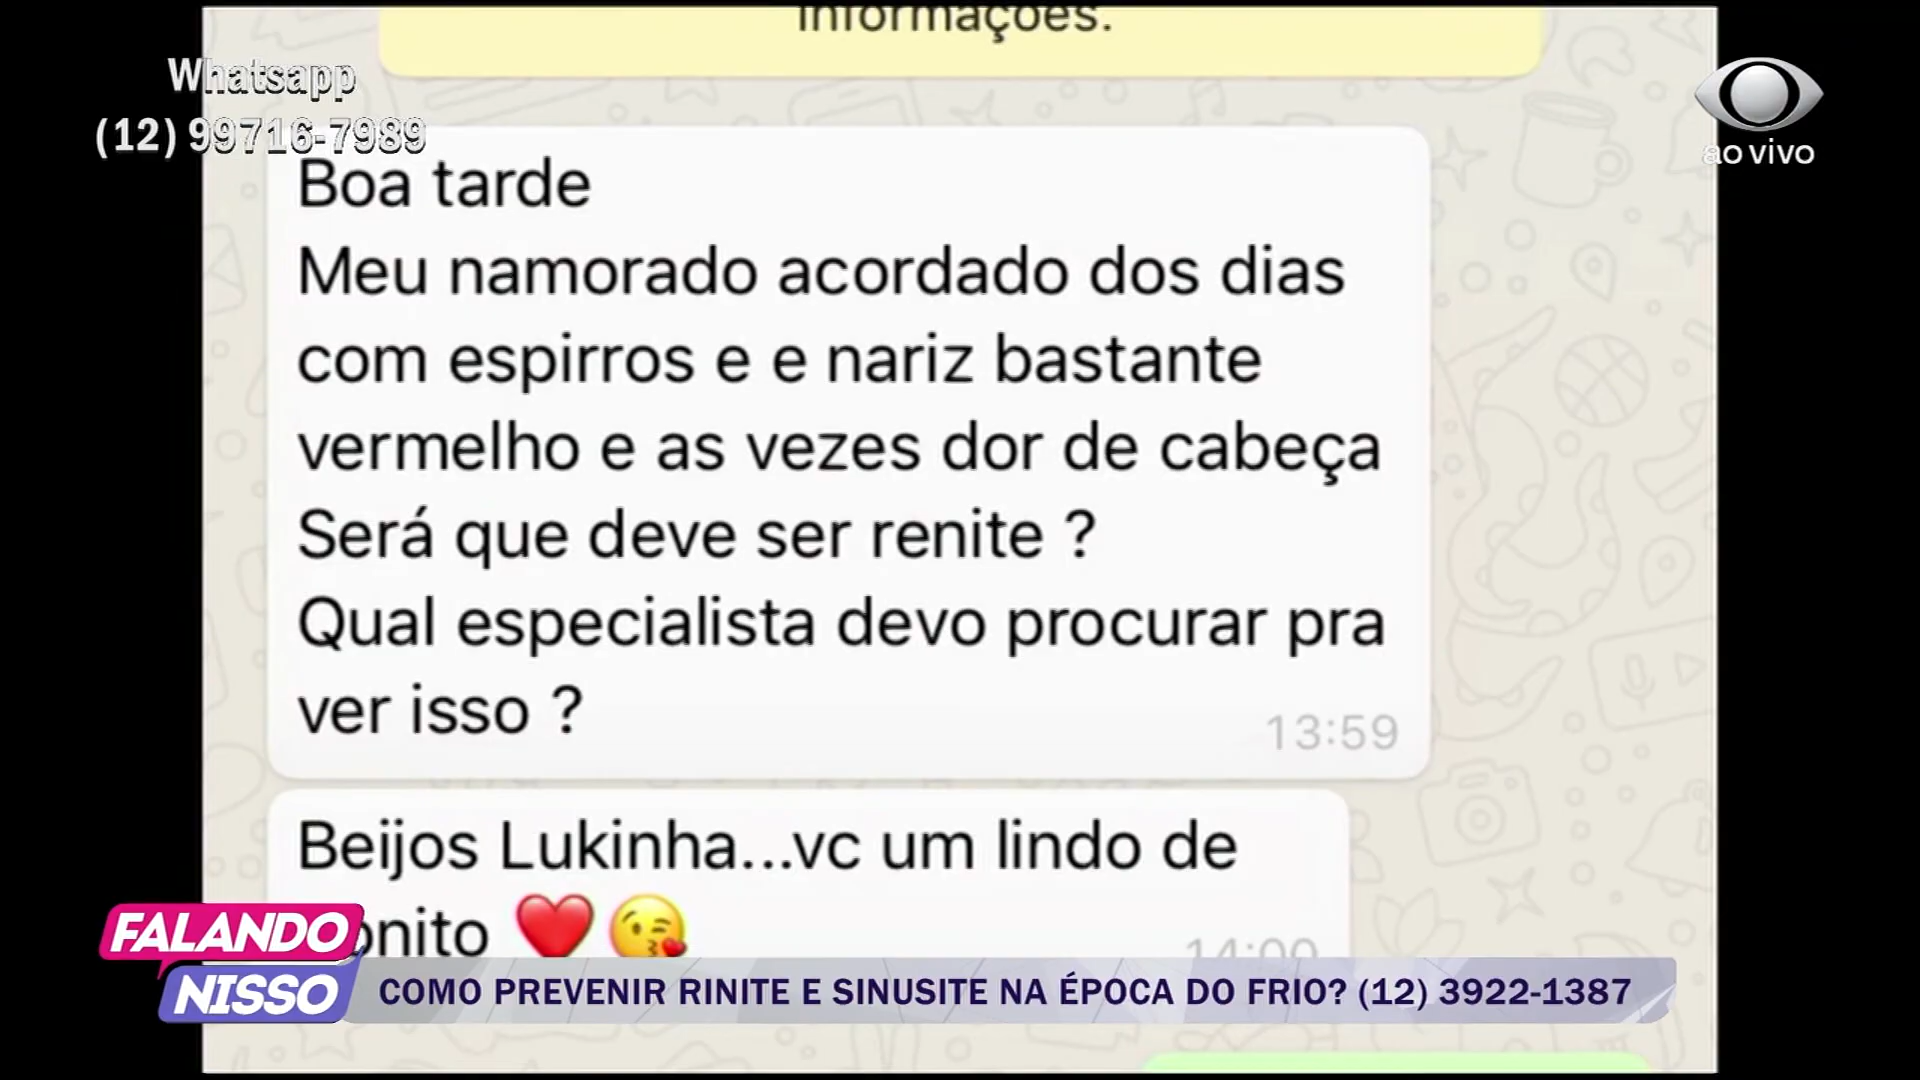 informações.
Whatsapp
(12) 99716-7989
ao vivo
Boa tarde
Meu namorado acordado dos dias
com espirros e e nariz bastante
vermelho e as vezes dor de cabeça
Será que deve ser renite ?
Qual especialista devo procurar pra
ver isso ?
13:59
Beijos Lukinha...vc um lindo de
onito ❤️😘
14:00
FALANDO
NISSO
COMO PREVENIR RINITE E SINUSITE NA ÉPOCA DO FRIO? (12) 3922-1387